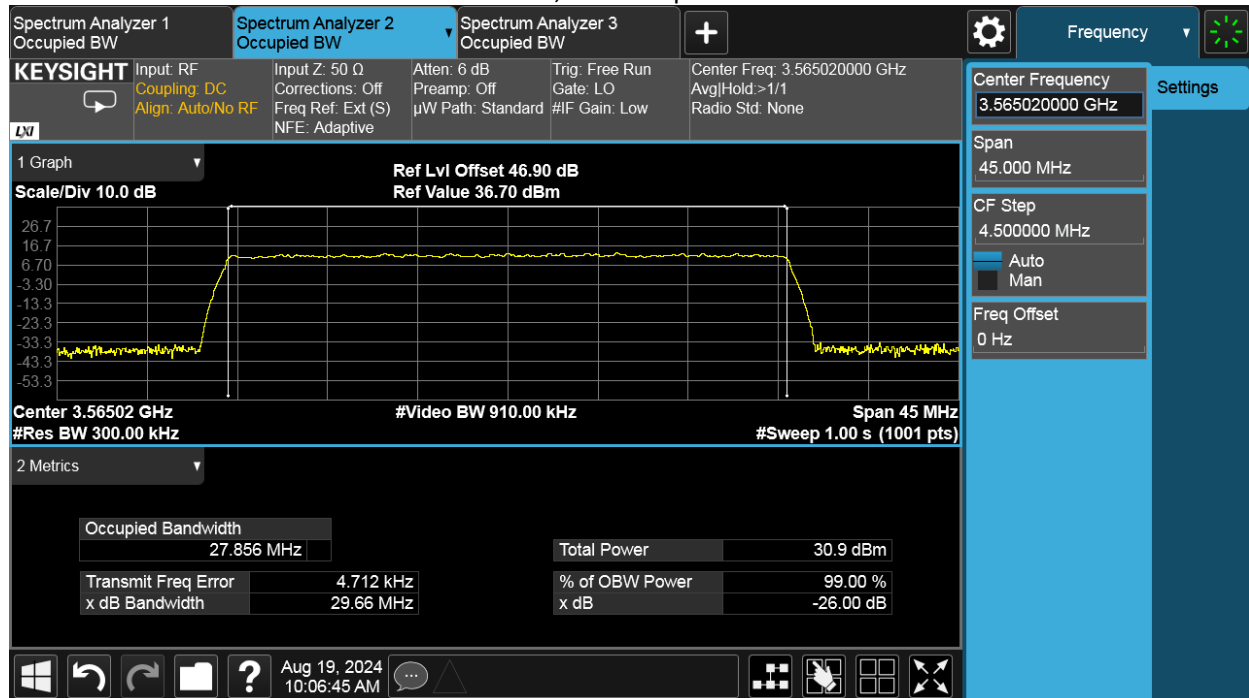 Spectrum Analyzer 1
Occupied BW
Spectrum Analyzer 2
Occupied BW
Spectrum Analyzer 3
Occupied BW
+
Frequency
KEYSIGHT
LXI
Input: RF
Coupling: DC
Align: Auto/No RF
Input Z: 50 Ω
Corrections: Off
Freq Ref: Ext (S)
NFE: Adaptive
Atten: 6 dB
Preamp: Off
µW Path: Standard
Trig: Free Run
Gate: LO
#IF Gain: Low
Center Freq: 3.565020000 GHz
Avg|Hold:>1/1
Radio Std: None
Center Frequency
3.565020000 GHz
Settings
Span
45.000 MHz
CF Step
4.500000 MHz
Auto
Man
Freq Offset
0 Hz
1 Graph
Scale/Div 10.0 dB
Ref Lvl Offset 46.90 dB
Ref Value 36.70 dBm
26.7
16.7
6.70
-3.30
-13.3
-23.3
-33.3
-43.3
-53.3
Center 3.56502 GHz
#Res BW 300.00 kHz
#Video BW 910.00 kHz
Span 45 MHz
#Sweep 1.00 s (1001 pts)
2 Metrics
Occupied Bandwidth
27.856 MHz
Total Power 30.9 dBm
Transmit Freq Error 4.712 kHz
% of OBW Power 99.00 %
x dB Bandwidth 29.66 MHz
x dB -26.00 dB
?
Aug 19, 2024
10:06:45 AM